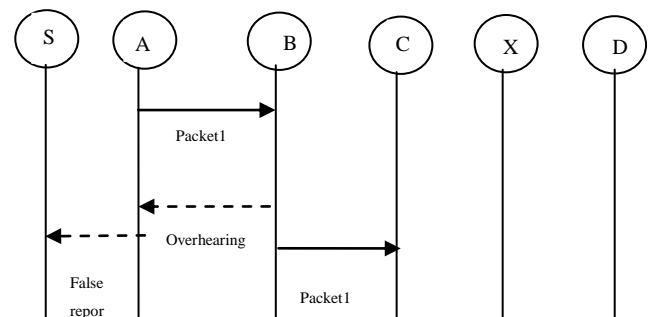 S A B C X D
Packet1
Overhearing
False
repor
Packet1